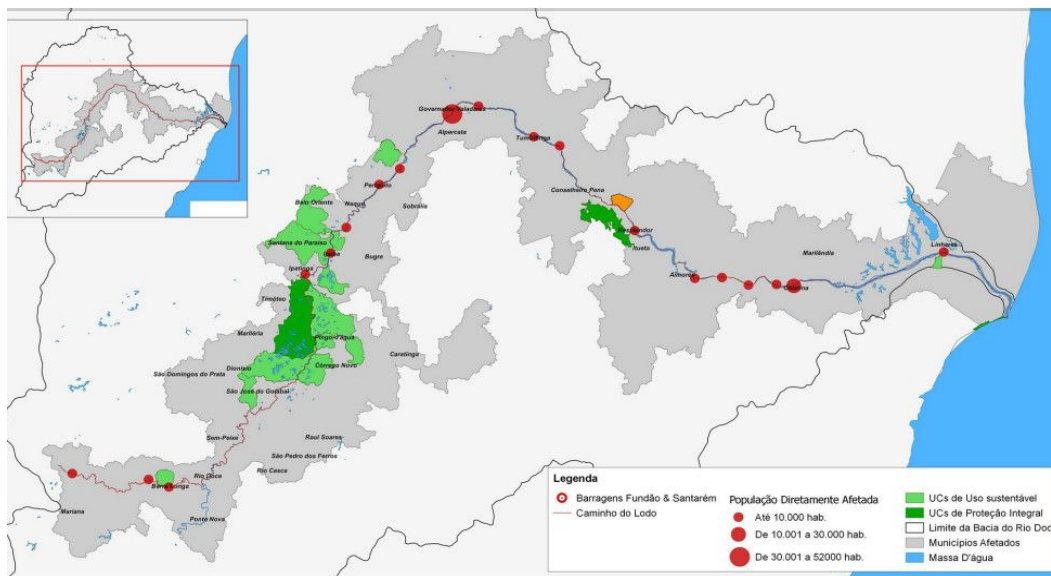 Governador Valadares
Alpercata
Tumiritinga
Periquito
Conselheiro Pena
Belo Oriente
Naque
Sobrália
Santana do Paraíso
Bugre
Resplendor
Itueta
Marilândia
Linhares
Ipatinga
Aimorés
Timóteo
Colatina
Marliéria
Pingo-d'água
Caratinga
Dionísio
Córrego Novo
São Domingos do Prata
São José do Goiabal
Sem-Peixe
Raul Soares
São Pedro dos Ferros
Rio Doce
Rio Casca
Barra Longa
Mariana
Ponte Nova
Legenda
Barragens Fundão & Santarém
Caminho do Lodo
População Diretamente Afetada
Até 10.000 hab.
De 10.001 a 30.000 hab.
De 30.001 a 52000 hab.
UCs de Uso sustentável
UCs de Proteção Integral
Limite da Bacia do Rio Doc
Municípios Afetados
Massa D'água